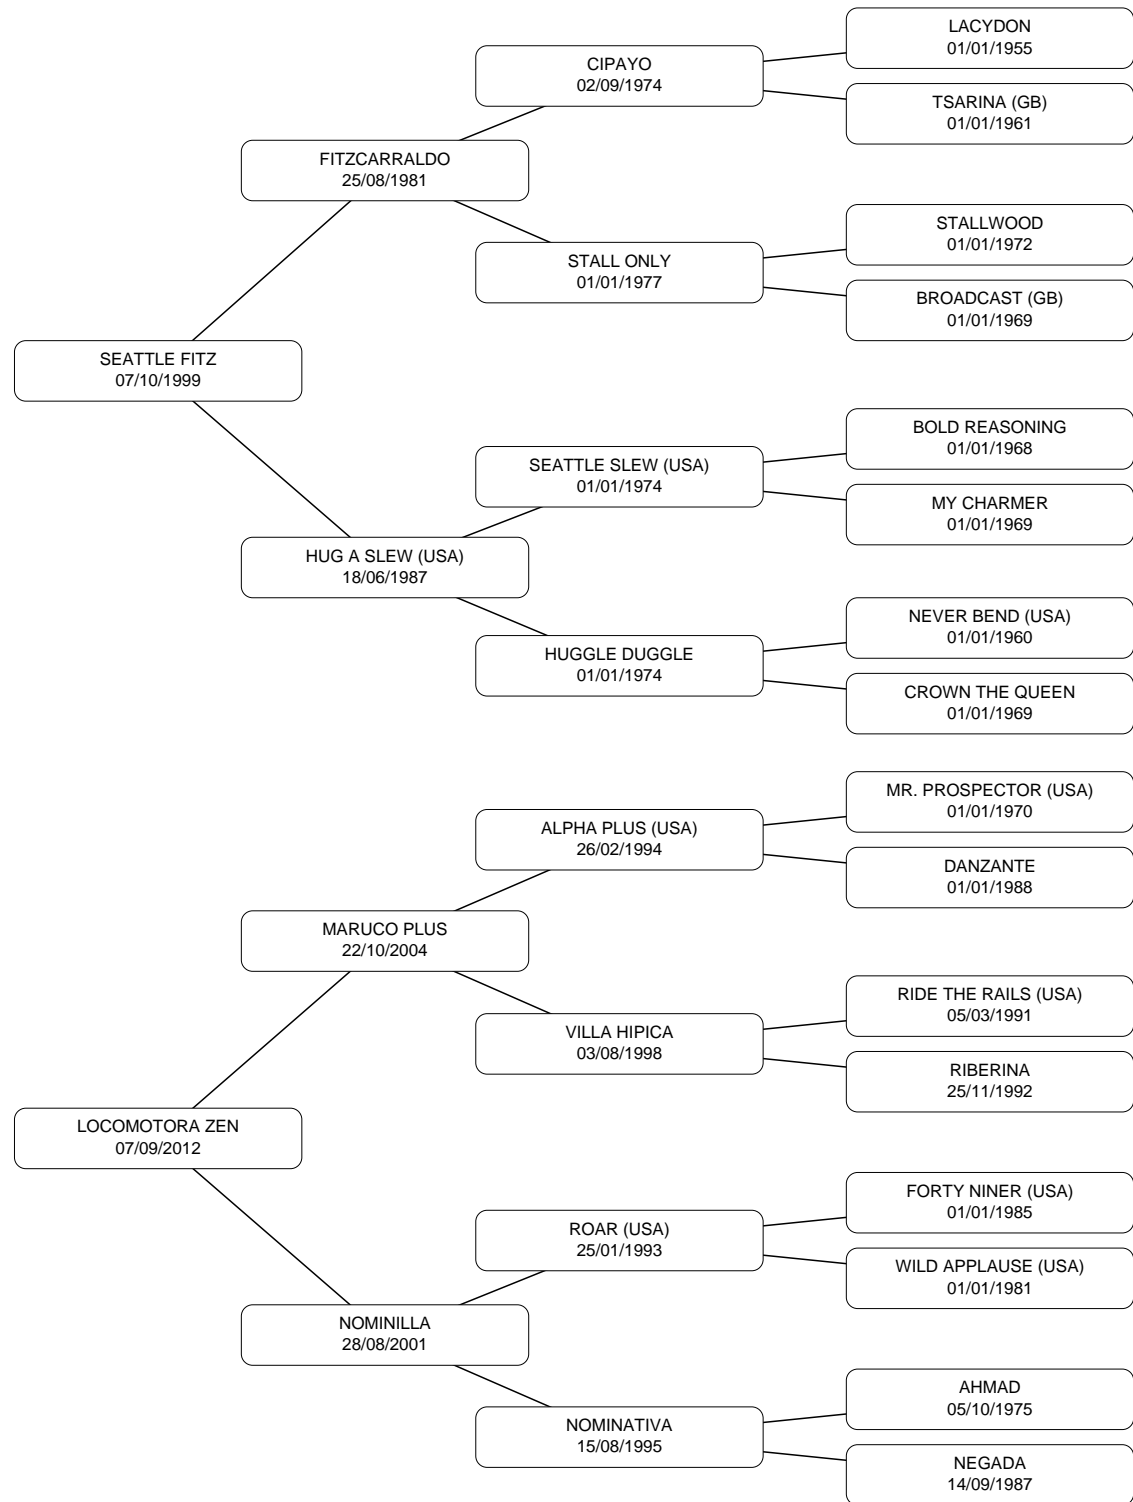 LACYDON
01/01/1955
CIPAYO
02/09/1974
TSARINA (GB)
01/01/1961
FITZCARRALDO
25/08/1981
STALLWOOD
01/01/1972
STALL ONLY
01/01/1977
BROADCAST (GB)
01/01/1969
SEATTLE FITZ
07/10/1999
BOLD REASONING
01/01/1968
SEATTLE SLEW (USA)
01/01/1974
MY CHARMER
01/01/1969
HUG A SLEW (USA)
18/06/1987
NEVER BEND (USA)
01/01/1960
HUGGLE DUGGLE
01/01/1974
CROWN THE QUEEN
01/01/1969
MR. PROSPECTOR (USA)
01/01/1970
ALPHA PLUS (USA)
26/02/1994
DANZANTE
01/01/1988
MARUCO PLUS
22/10/2004
RIDE THE RAILS (USA)
05/03/1991
VILLA HIPICA
03/08/1998
RIBERINA
25/11/1992
LOCOMOTORA ZEN
07/09/2012
FORTY NINER (USA)
01/01/1985
ROAR (USA)
25/01/1993
WILD APPLAUSE (USA)
01/01/1981
NOMINILLA
28/08/2001
AHMAD
05/10/1975
NOMINATIVA
15/08/1995
NEGADA
14/09/1987